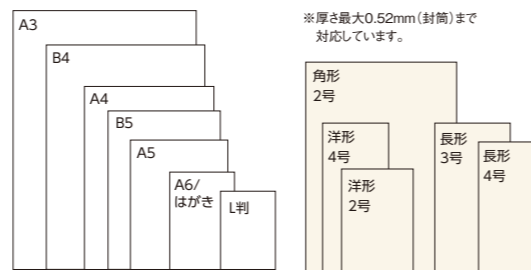 A3
B4
A4
B5
A5
A6/
はがき
L判
※厚さ最大0.52mm（封筒）まで
対応しています。
角形
2号
洋形
4号
洋形
2号
長形
3号
長形
4号